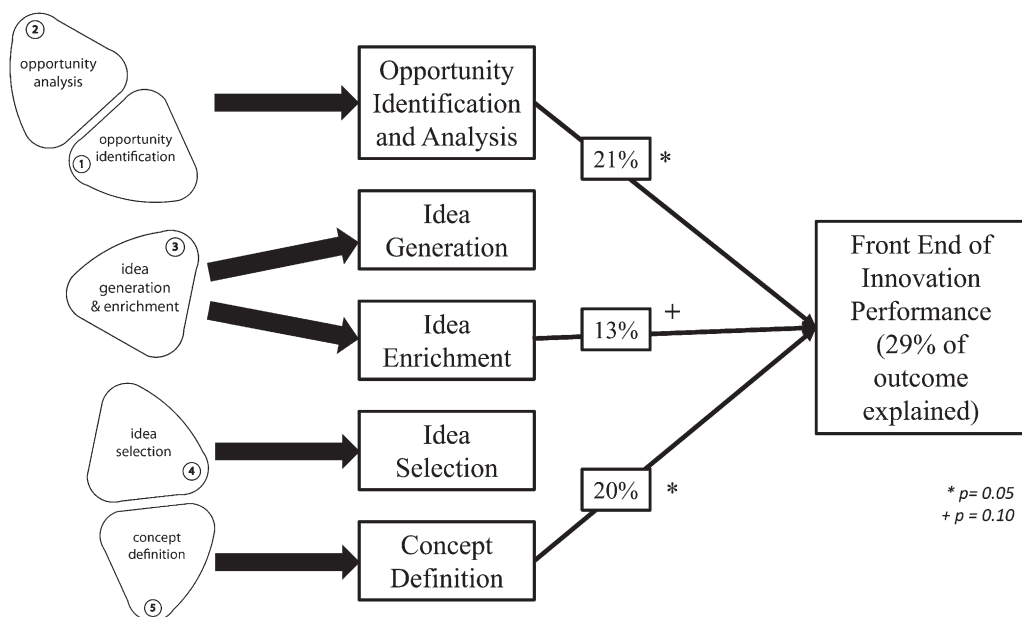 2
opportunity
analysis
opportunity
identification
1
3
idea
generation
& enrichment
idea
selection
4
concept
definition
5
Opportunity
Identification
and Analysis
Idea
Generation
Idea
Enrichment
Idea
Selection
Concept
Definition
21% *
13% +
20% *
Front End of
Innovation
Performance
(29% of
outcome
explained)
* p= 0.05
+ p = 0.10